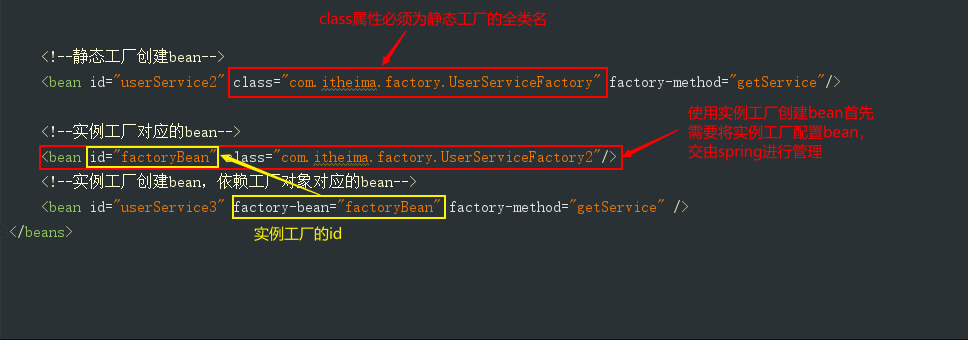 class属性必须为静态工厂的全类名
<!--静态工厂创建bean-->
<bean id="userService2" class="com.itheima.factory.UserServiceFactory" factory-method="getService"/>
使用实例工厂创建bean首先
需要将实例工厂配置bean，
交由spring进行管理
<!--实例工厂对应的bean-->
<bean id="factoryBean" class="com.itheima.factory.UserServiceFactory2"/>
<!--实例工厂创建bean，依赖工厂对象对应的bean-->
<bean id="userService3" factory-bean="factoryBean" factory-method="getService" />
</beans>
实例工厂的id